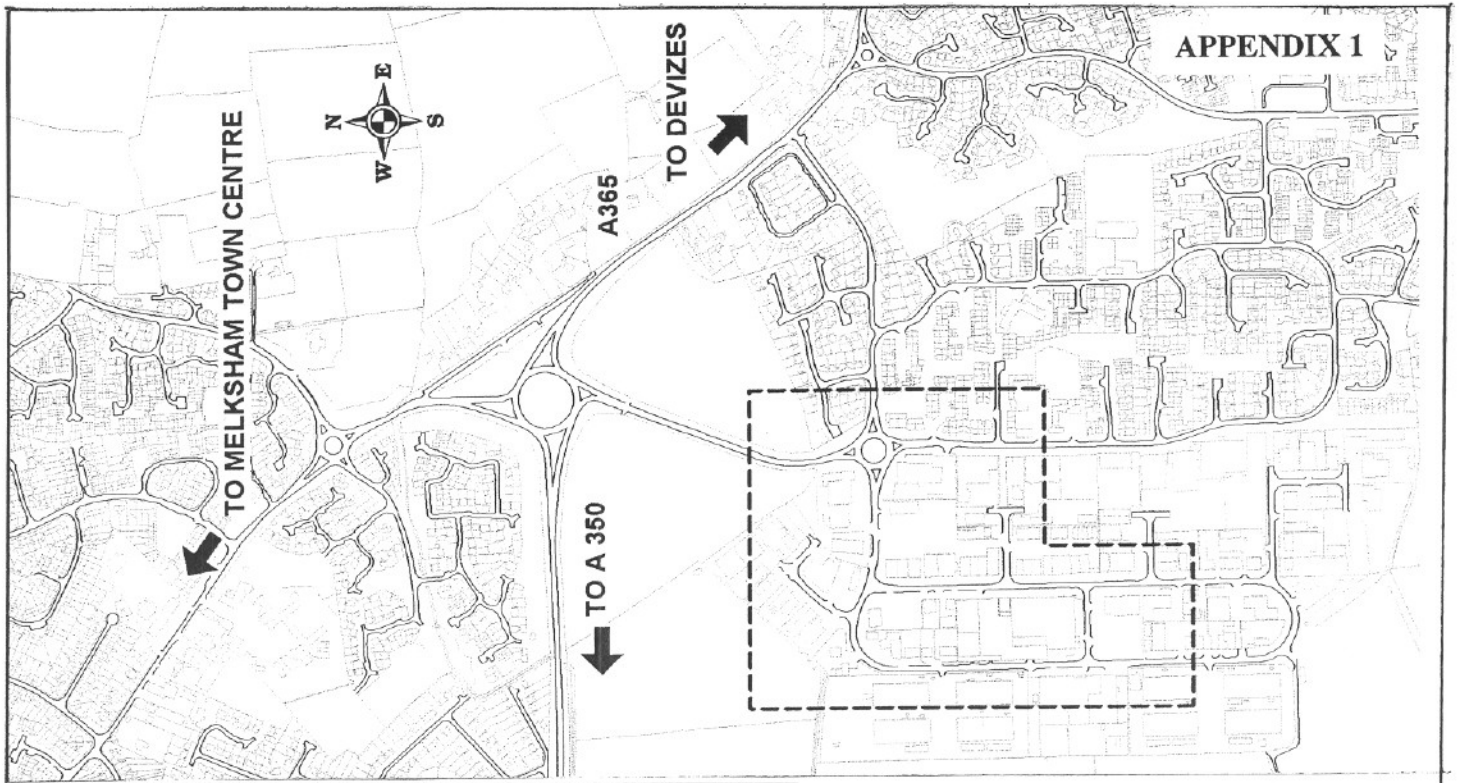 APPENDIX 1
N
E
S
W
TO MELKSHAM TOWN CENTRE
TO DEVIZES
A365
TO A 350